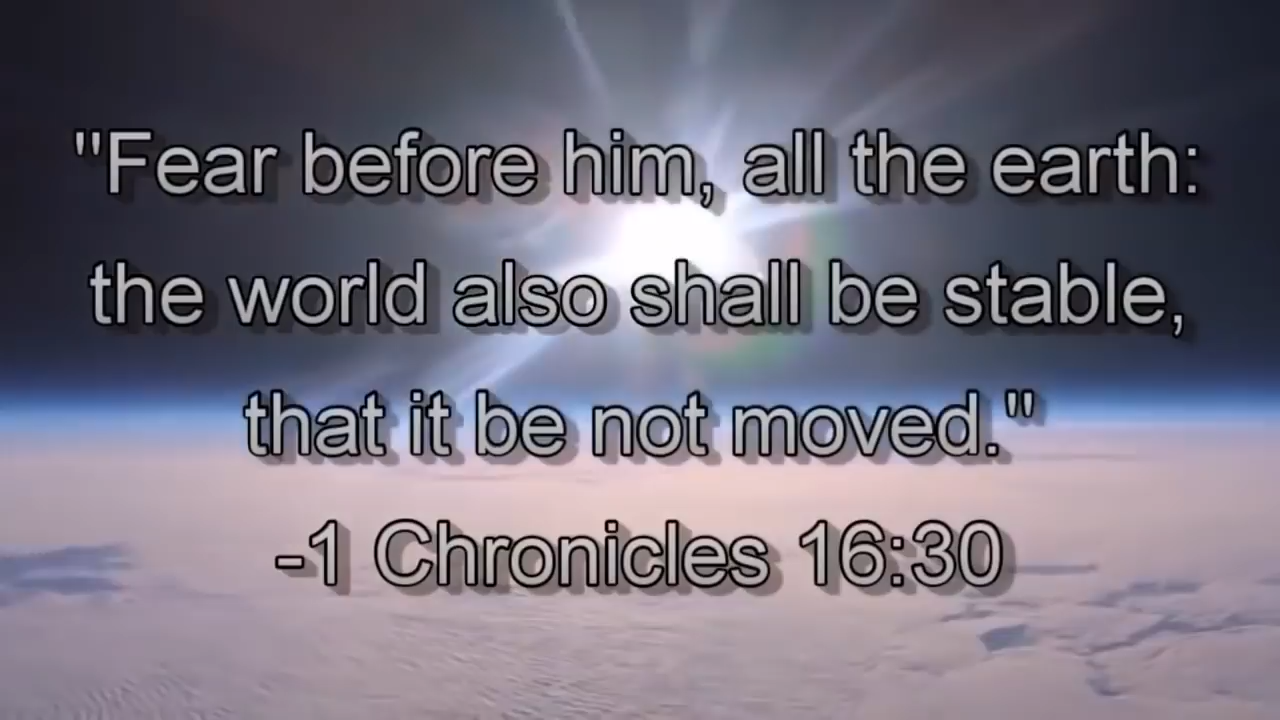 "Fear before him, all the earth:
the world also shall be stable,
that it be not moved."
-1 Chronicles 16:30